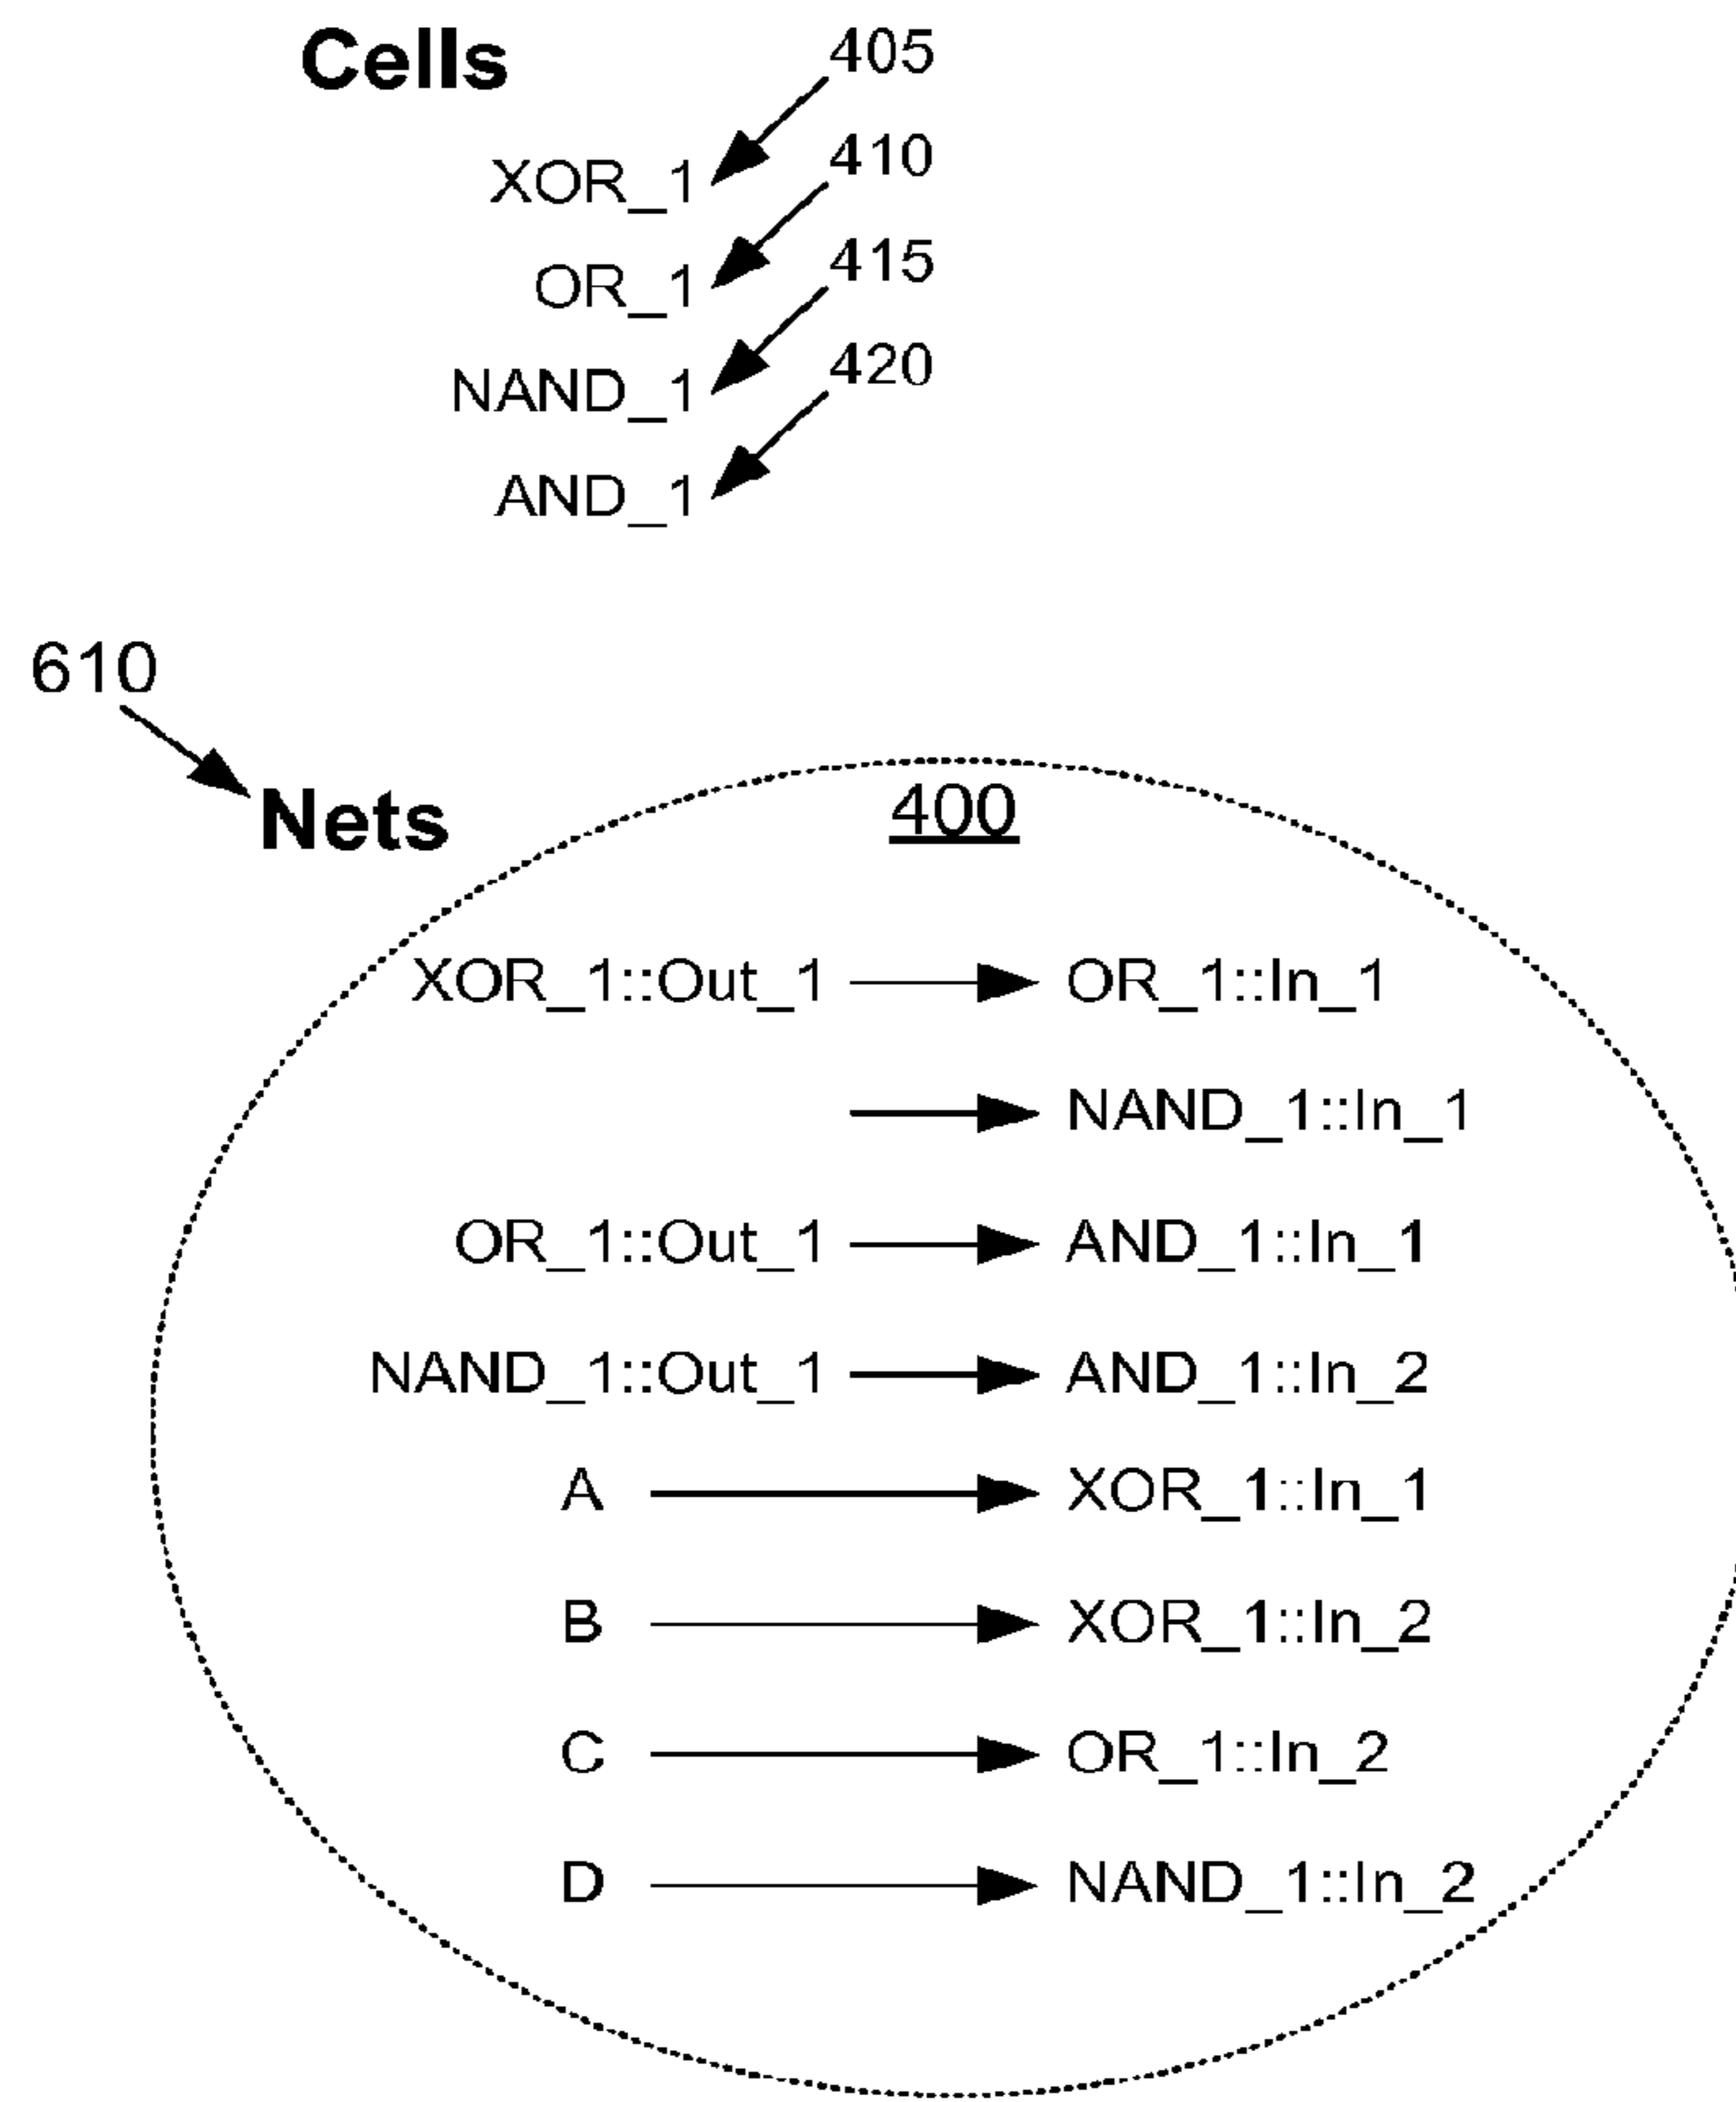 Cells
405
XOR_1
410
OR_1
415
NAND_1
420
AND_1
610
Nets
400
XOR_1::Out_1 OR_1::In_1
NAND_1::In_1
OR_1::Out_1 AND_1::In_1
NAND_1::Out_1 AND_1::In_2
A XOR_1::In_1
B XOR_1::In_2
C OR_1::In_2
D NAND_1::In_2